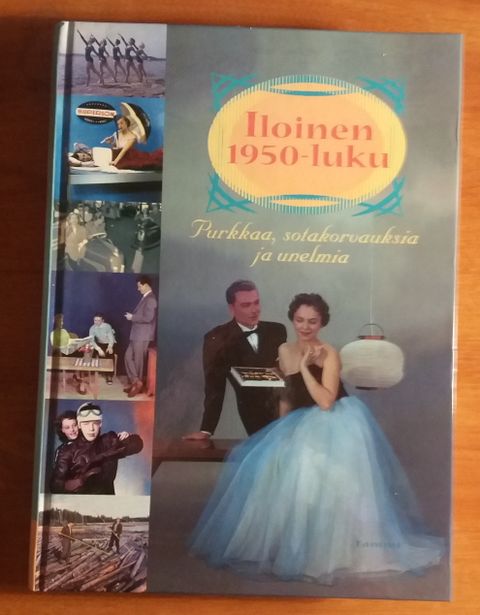 Iloinen
1950-luku
Purkkaa, sotakorvauksia
ja unelmia
Tammi